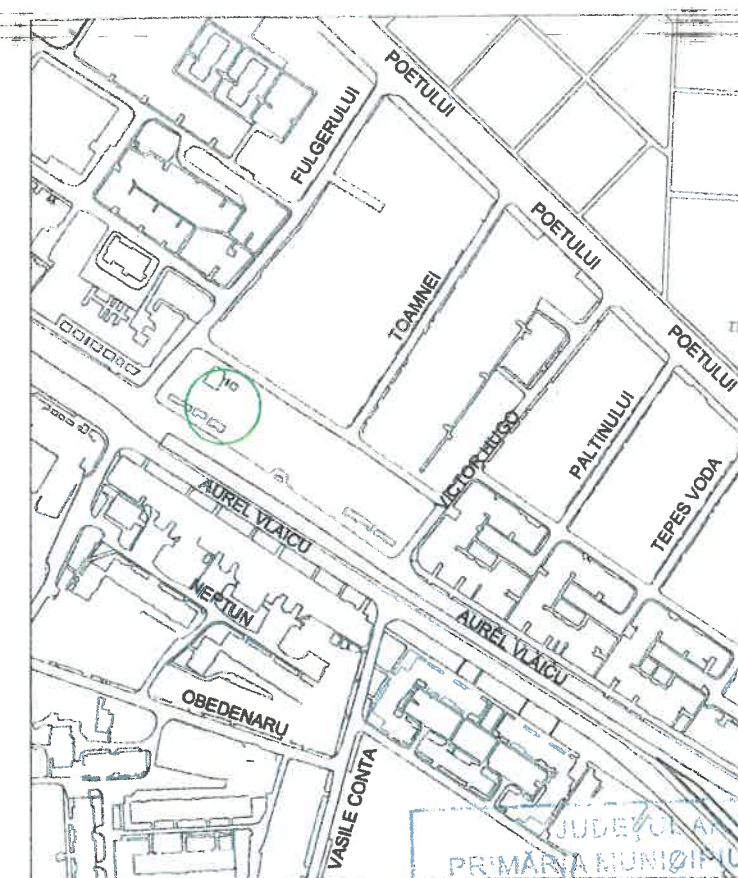 POETULUI
FULGERULUI
POETULUI
TOAMNEI
POETULUI
PALTINULUI
VICTOR HUGO
TEPES VODA
AUREL VLAICU
NEPTUN
AUREL VLAICU
OBEDENARU
VASILE CONTA
JUDEȚUL AR
PRIMĂRIA MUNICIPIU